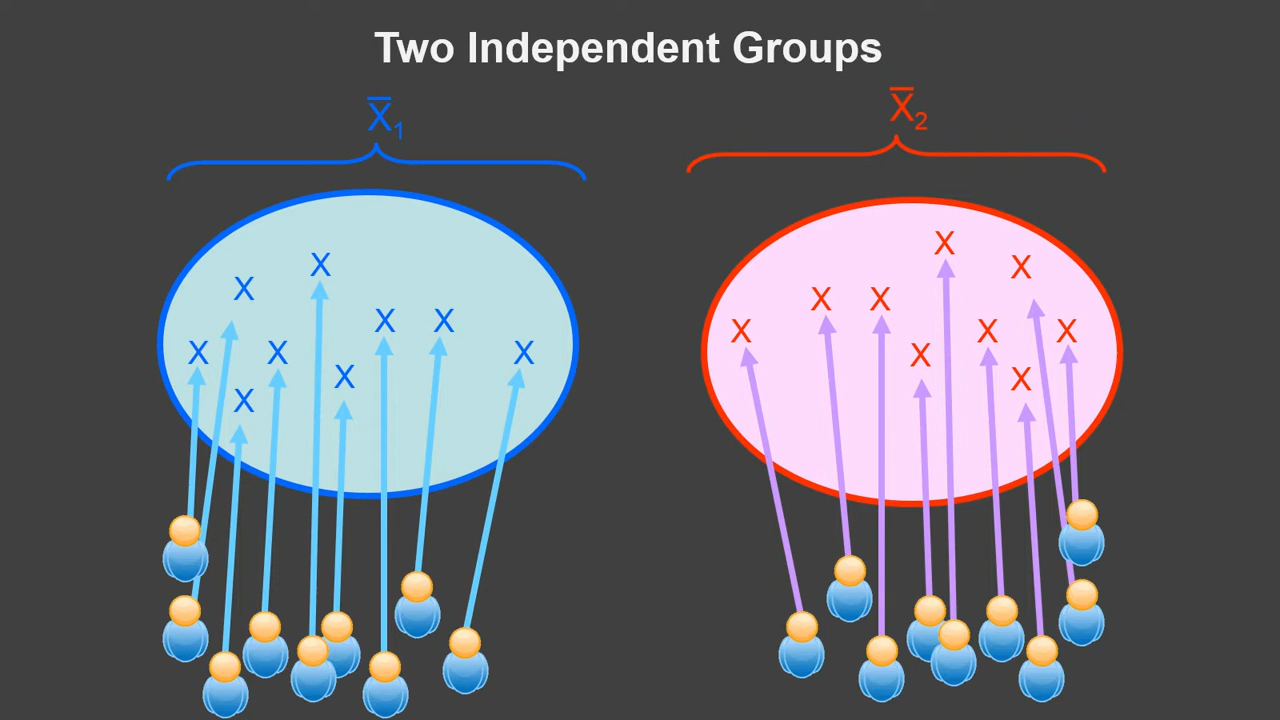 Two Independent Groups
X̅₁ X̅₂
X X
X X
X X X
X X X X
X X X X X
X X X X
X X
X